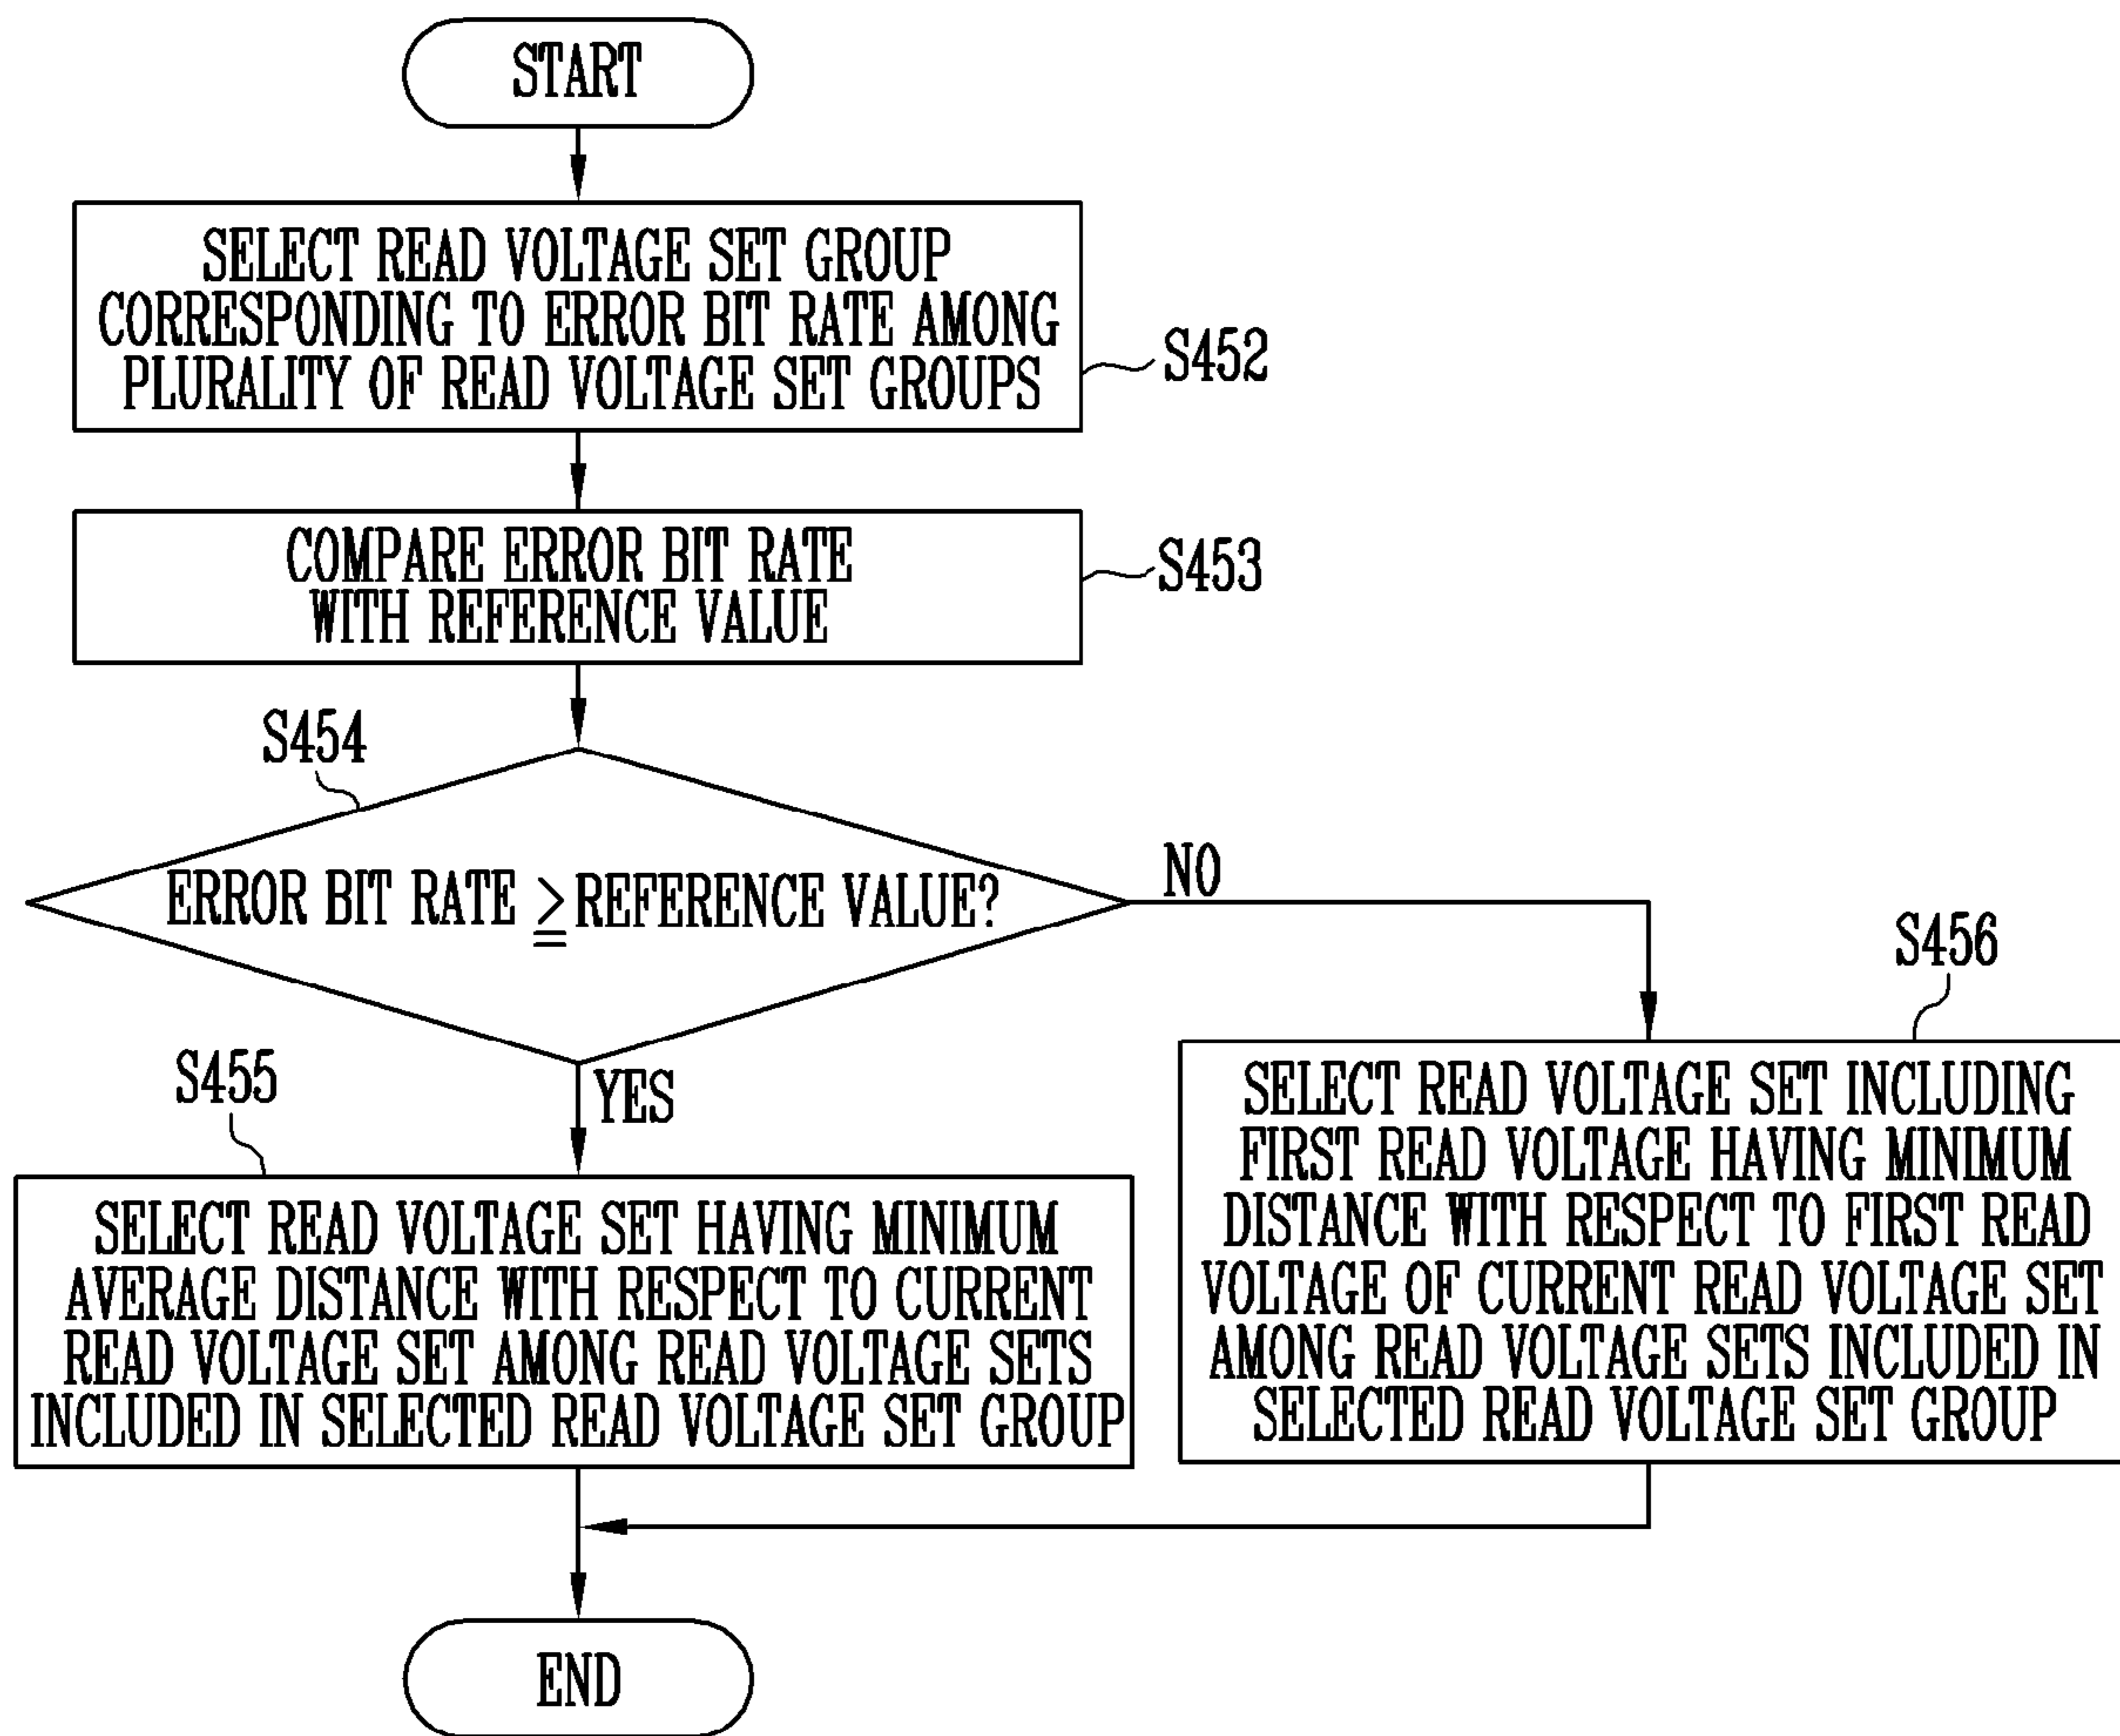 START
SELECT READ VOLTAGE SET GROUP
CORRESPONDING TO ERROR BIT RATE AMONG
PLURALITY OF READ VOLTAGE SET GROUPS
S452
COMPARE ERROR BIT RATE
WITH REFERENCE VALUE
S453
S454
ERROR BIT RATE ≧ REFERENCE VALUE?
NO
YES
S455
SELECT READ VOLTAGE SET HAVING MINIMUM
AVERAGE DISTANCE WITH RESPECT TO CURRENT
READ VOLTAGE SET AMONG READ VOLTAGE SETS
INCLUDED IN SELECTED READ VOLTAGE SET GROUP
S456
SELECT READ VOLTAGE SET INCLUDING
FIRST READ VOLTAGE HAVING MINIMUM
DISTANCE WITH RESPECT TO FIRST READ
VOLTAGE OF CURRENT READ VOLTAGE SET
AMONG READ VOLTAGE SETS INCLUDED IN
SELECTED READ VOLTAGE SET GROUP
END